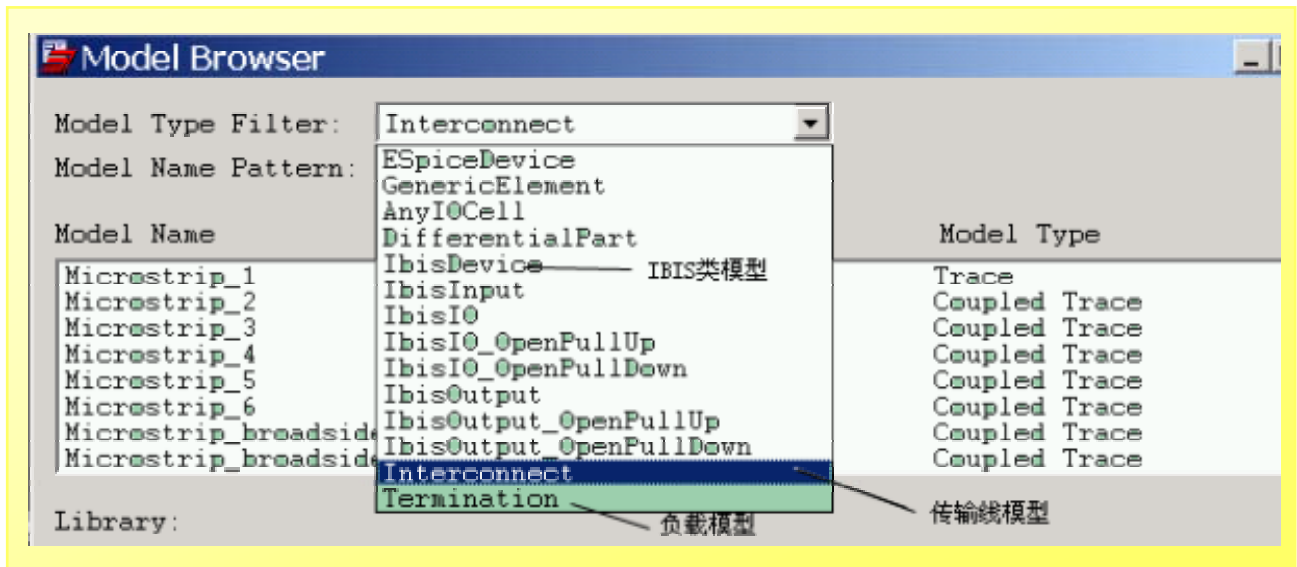 Model Browser
Model Type Filter: Interconnect
Model Name Pattern:
ESpiceDevice
GenericElement
AnyIOCell
DifferentialPart
IbisDevice IBIS类模型
IbisInput
IbisIO
IbisIO_OpenPullUp
IbisIO_OpenPullDown
IbisOutput
IbisOutput_OpenPullUp
IbisOutput_OpenPullDown
Interconnect 传输线模型
Termination 负载模型
Model Name Model Type
Microstrip_1 Trace
Microstrip_2 Coupled Trace
Microstrip_3 Coupled Trace
Microstrip_4 Coupled Trace
Microstrip_5 Coupled Trace
Microstrip_6 Coupled Trace
Microstrip_broadside Coupled Trace
Microstrip_broadside Coupled Trace
Library: